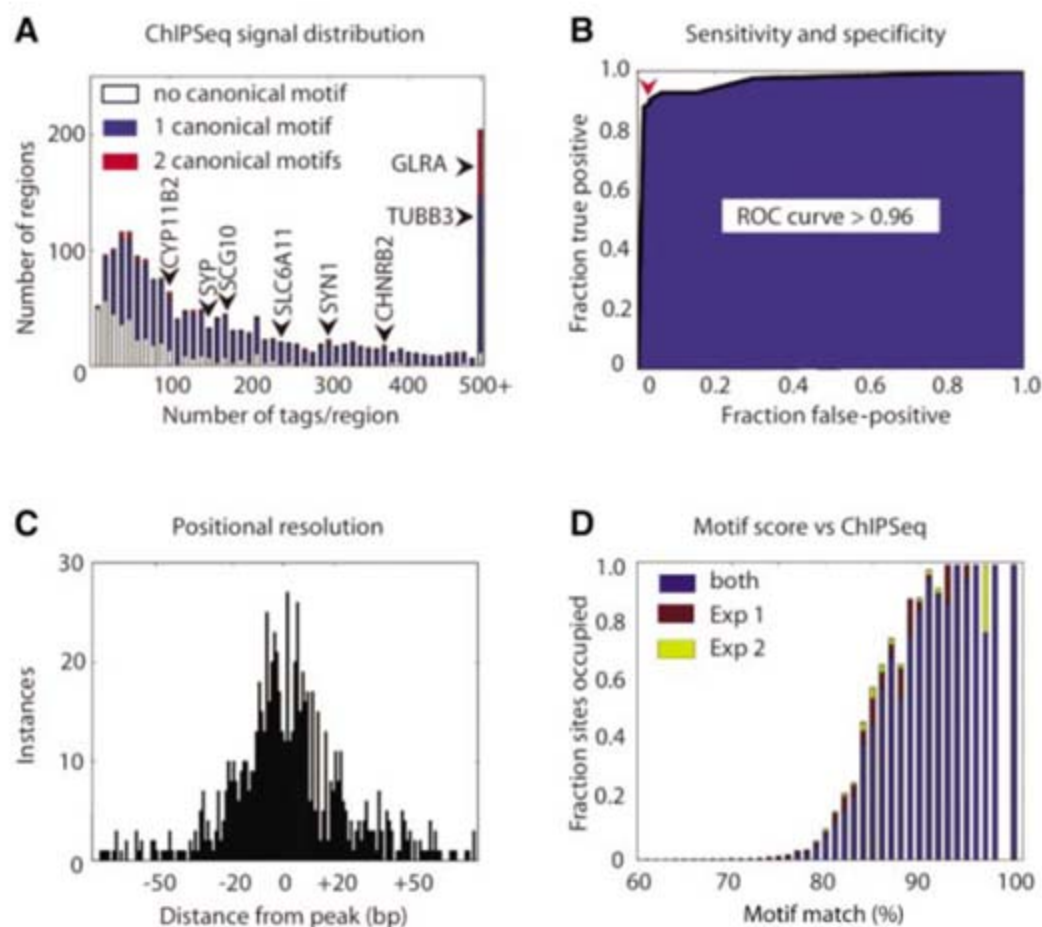 A
ChIPSeq signal distribution
no canonical motif
1 canonical motif
2 canonical motifs
Number of regions
200
100
0
CYP11B2
SYP
SCG10
SLC6A11
SYN1
CHNRB2
GLRA
TUBB3
100
200
300
400
500+
Number of tags/region
B
Sensitivity and specificity
Fraction true positive
1.0
0.8
0.6
0.4
0.2
0
ROC curve > 0.96
0
0.2
0.4
0.6
0.8
1.0
Fraction false-positive
C
Positional resolution
Instances
30
20
10
0
-50
-20
0
+20
+50
Distance from peak (bp)
D
Motif score vs ChIPSeq
both
Exp 1
Exp 2
Fraction sites occupied
1.0
0.8
0.6
0.4
0.2
0
60
70
80
90
100
Motif match (%)